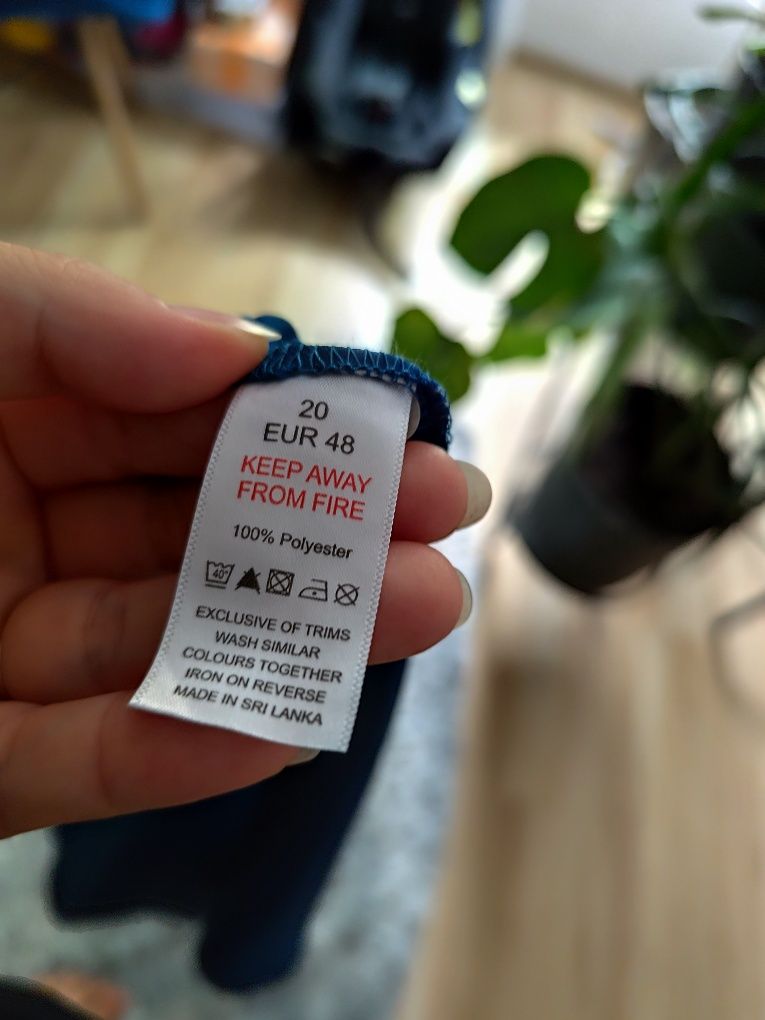 20
EUR 48
KEEP AWAY
FROM FIRE
100% Polyester
40°
EXCLUSIVE OF TRIMS
WASH SIMILAR
COLOURS TOGETHER
IRON ON REVERSE
MADE IN SRI LANKA